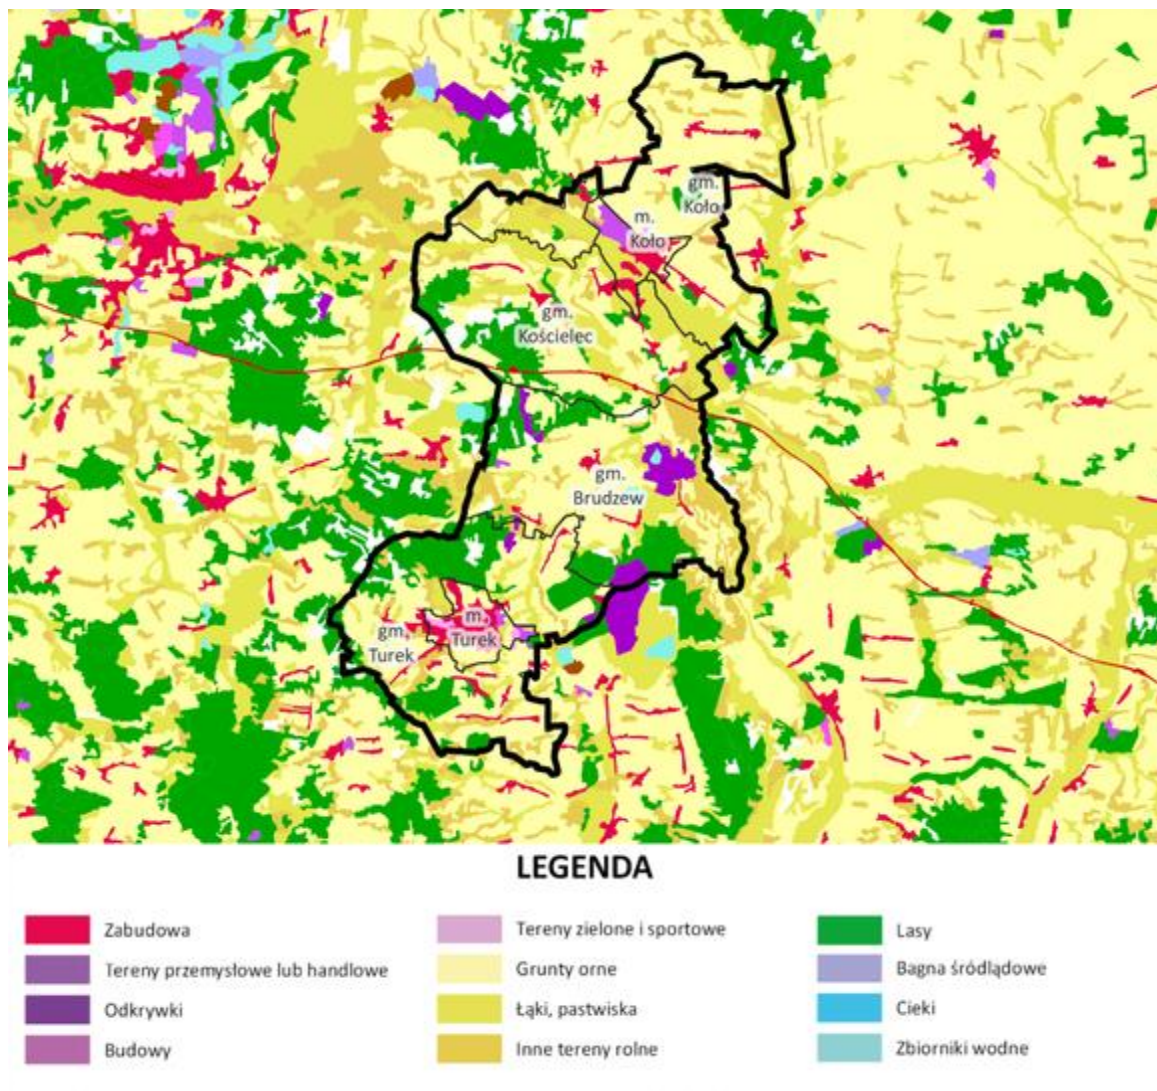 gm.
Koło
m.
Koło
gm.
Kościelec
gm.
Brudzew
m.
Turek
gm.
Turek
LEGENDA
Zabudowa
Tereny przemysłowe lub handlowe
Odkrywki
Budowy
Tereny zielone i sportowe
Grunty orne
Łąki, pastwiska
Inne tereny rolne
Lasy
Bagna śródlądowe
Cieki
Zbiorniki wodne